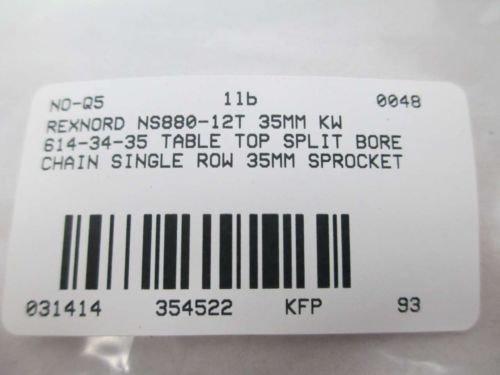 NO-Q5 1lb 0048
REXNORD NS880-12T 35MM KW
614-34-35 TABLE TOP SPLIT BORE
CHAIN SINGLE ROW 35MM SPROCKET
031414 354522 KFP 93